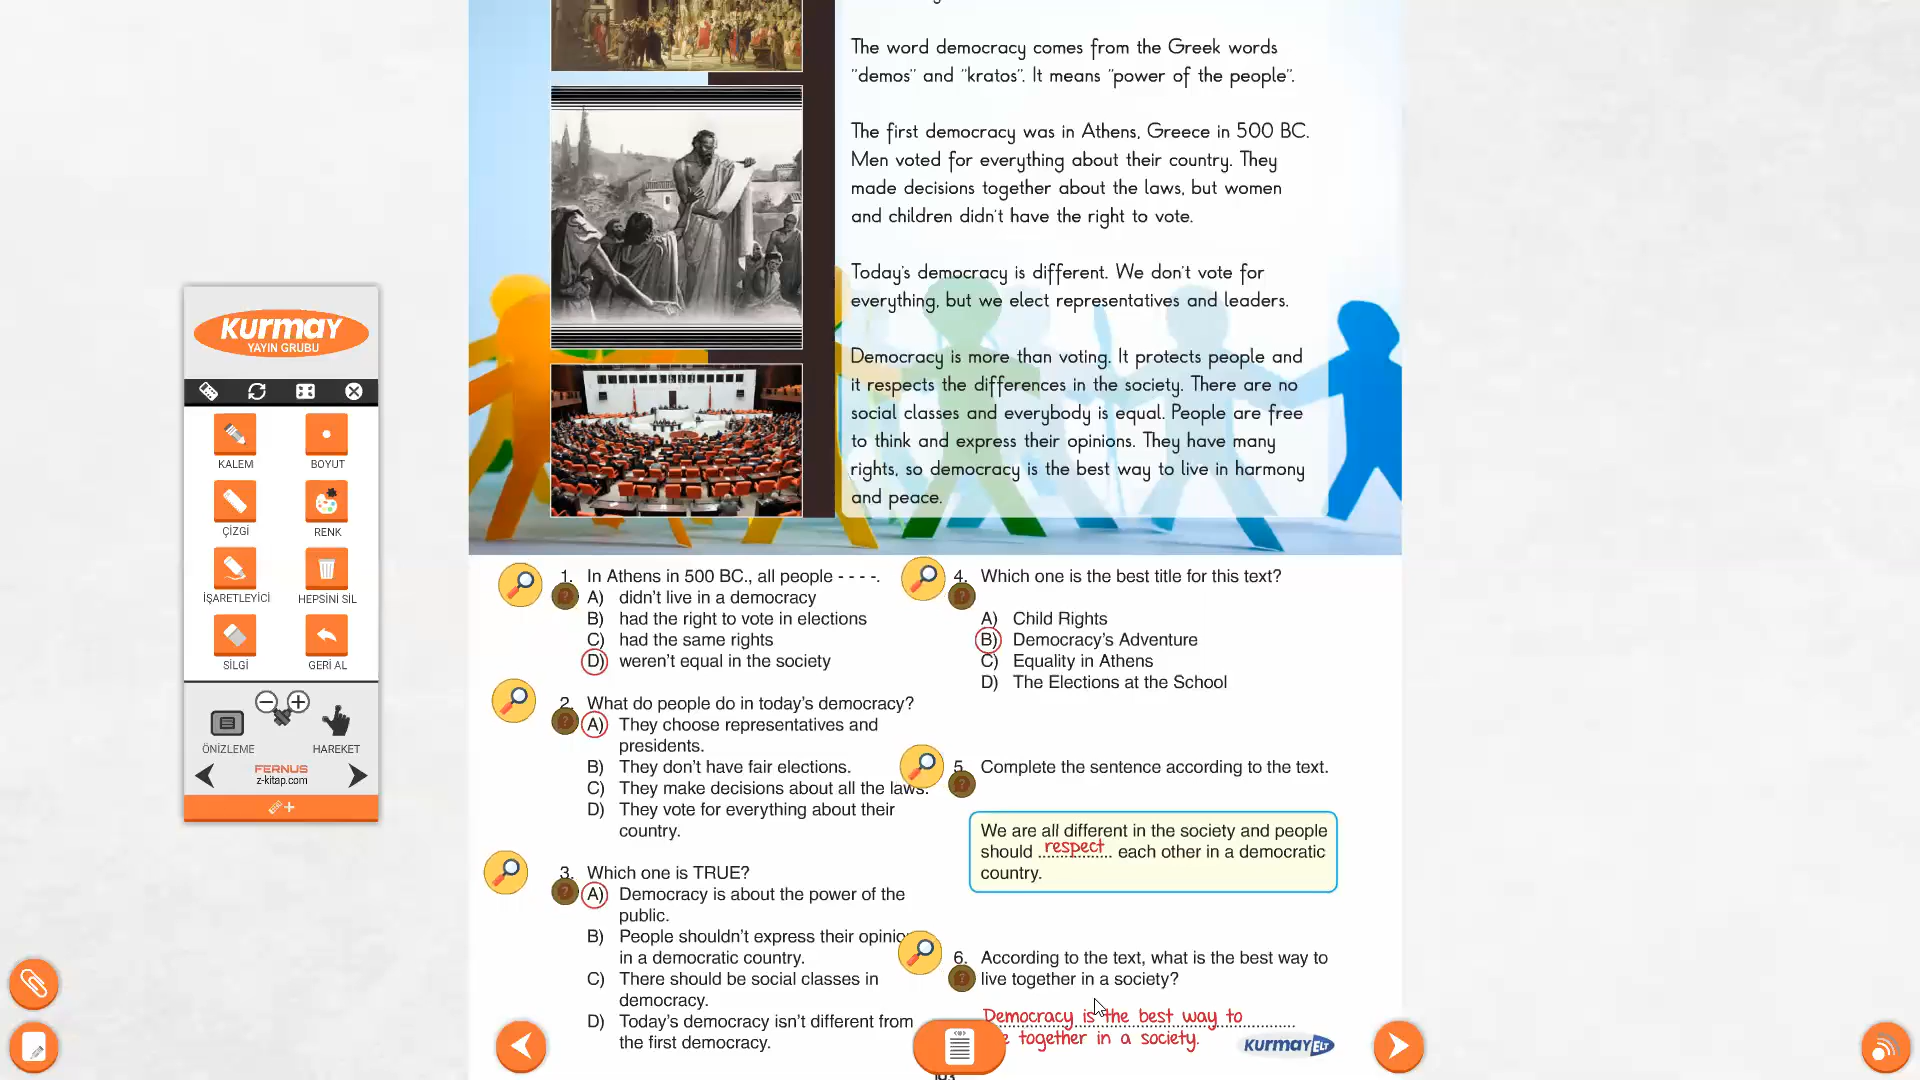 The word democracy comes from the Greek words
"demos" and "kratos". It means "power of the people".
The first democracy was in Athens, Greece in 500 BC.
Men voted for everything about their country. They
made decisions together about the laws, but women
and children didn't have the right to vote.
Today's democracy is different. We don't vote for
everything, but we elect representatives and leaders.
Democracy is more than voting. It protects people and
it respects the differences in the society. There are no
social classes and everybody is equal. People are free
to think and express their opinions. They have many
rights, so democracy is the best way to live in harmony
and peace.
KURMAY
YAYIN GRUBU
KALEM
BOYUT
ÇİZGİ
RENK
İŞARETLEYİCİ
HEPSİNİ SİL
SİLGİ
GERİ AL
ÖNİZLEME
HAREKET
FERNUS
z-kitap.com
1. In Athens in 500 BC., all people - - - -.
A) didn't live in a democracy
B) had the right to vote in elections
C) had the same rights
D) weren't equal in the society
2. What do people do in today's democracy?
A) They choose representatives and
presidents.
B) They don't have fair elections.
C) They make decisions about all the laws.
D) They vote for everything about their
country.
3. Which one is TRUE?
A) Democracy is about the power of the
public.
B) People shouldn't express their
in a democratic country.
C) There should be social classes in
democracy.
D) Today's democracy isn't different from
the first democracy.
4. Which one is the best title for this text?
A) Child Rights
B) Democracy's Adventure
C) Equality in Athens
D) The Elections at the School
5. Complete the sentence according to the text.
We are all different in the society and people
should respect each other in a democratic
country.
6. According to the text, what is the best way to
live together in a society?
Democracy is the best way to
together in a society.
KURMAY ELT